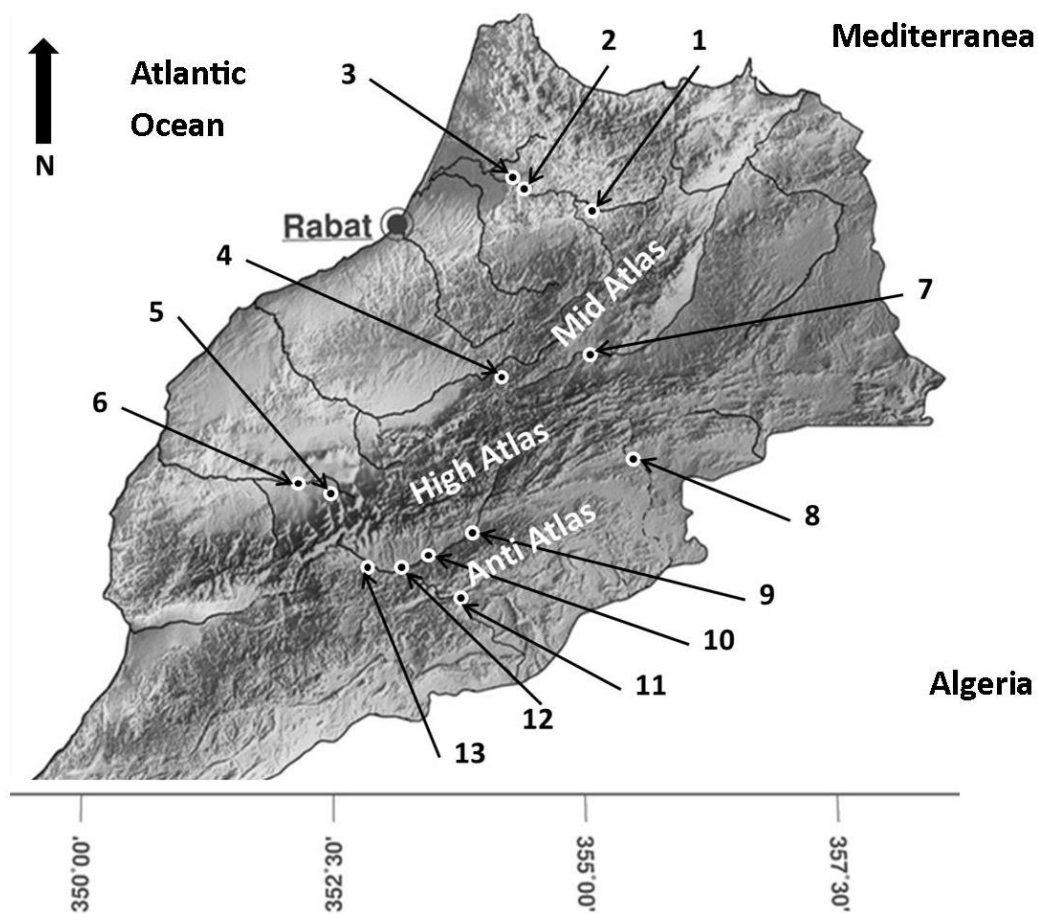 Mediterranea
Atlantic
Ocean
N
1
2
3
Rabat
4
5
6
Mid Atlas
7
High Atlas
8
Anti Atlas
9
10
11
12
13
Algeria
350°00'
352°30'
355°00'
357°30'